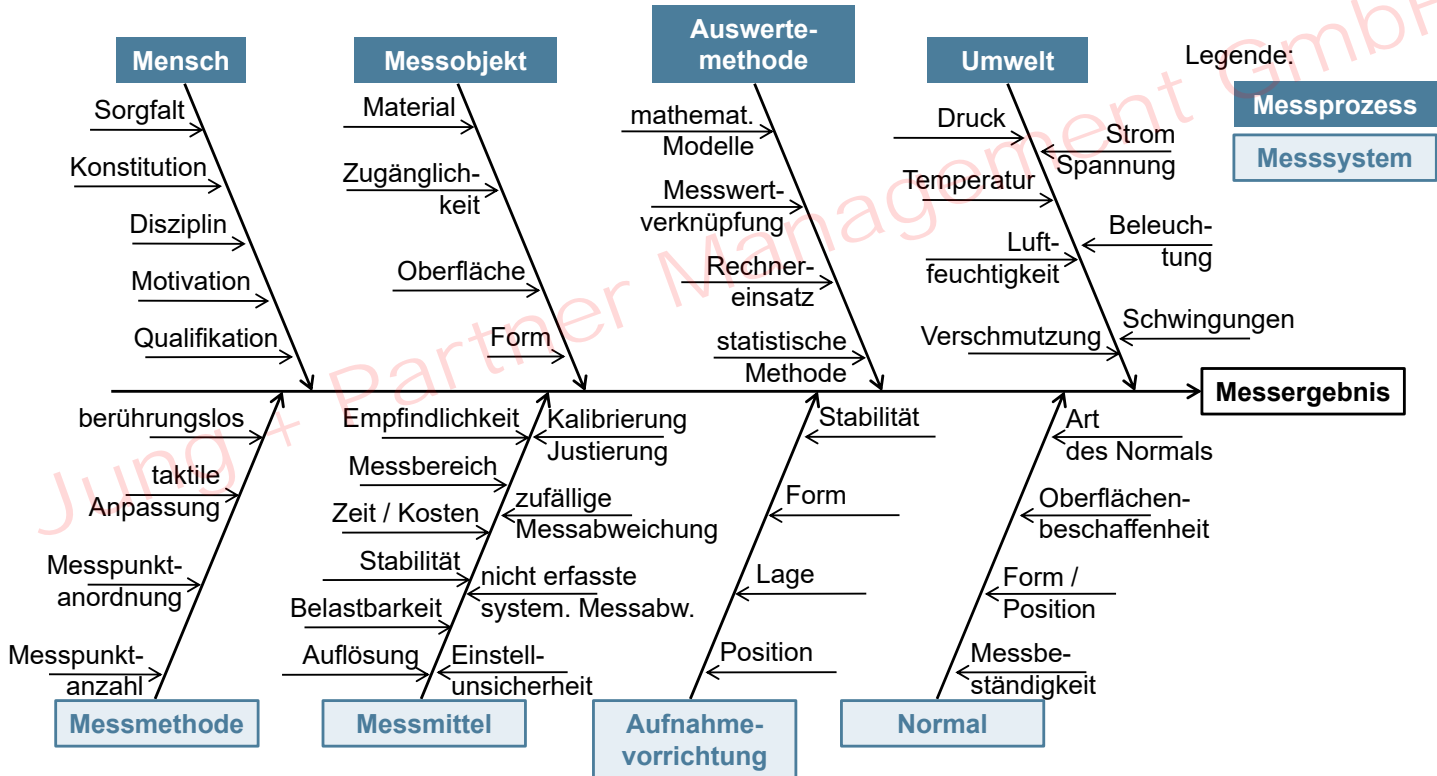 Mensch
Messobjekt
Auswerte-
methode
Umwelt
Legende:
Messprozess
Messsystem
Sorgfalt
Konstitution
Disziplin
Motivation
Qualifikation
Material
Zugänglich-
keit
Oberfläche
Form
mathemat.
Modelle
Messwert-
verknüpfung
Rechner-
einsatz
statistische
Methode
Druck
Strom
Spannung
Temperatur
Beleuch-
tung
Luft-
feuchtigkeit
Schwingungen
Verschmutzung
Messergebnis
berührungslos
taktile
Anpassung
Messpunkt-
anordnung
Messpunkt-
anzahl
Empfindlichkeit
Kalibrierung
Justierung
Messbereich
zufällige
Messabweichung
Zeit / Kosten
Stabilität
nicht erfasste
system. Messabw.
Belastbarkeit
Auflösung
Einstell-
unsicherheit
Stabilität
Form
Lage
Position
Art
des Normals
Oberflächen-
beschaffenheit
Form /
Position
Messbe-
ständigkeit
Messmethode
Messmittel
Aufnahme-
vorrichtung
Normal
Jung + Partner Management GmbH